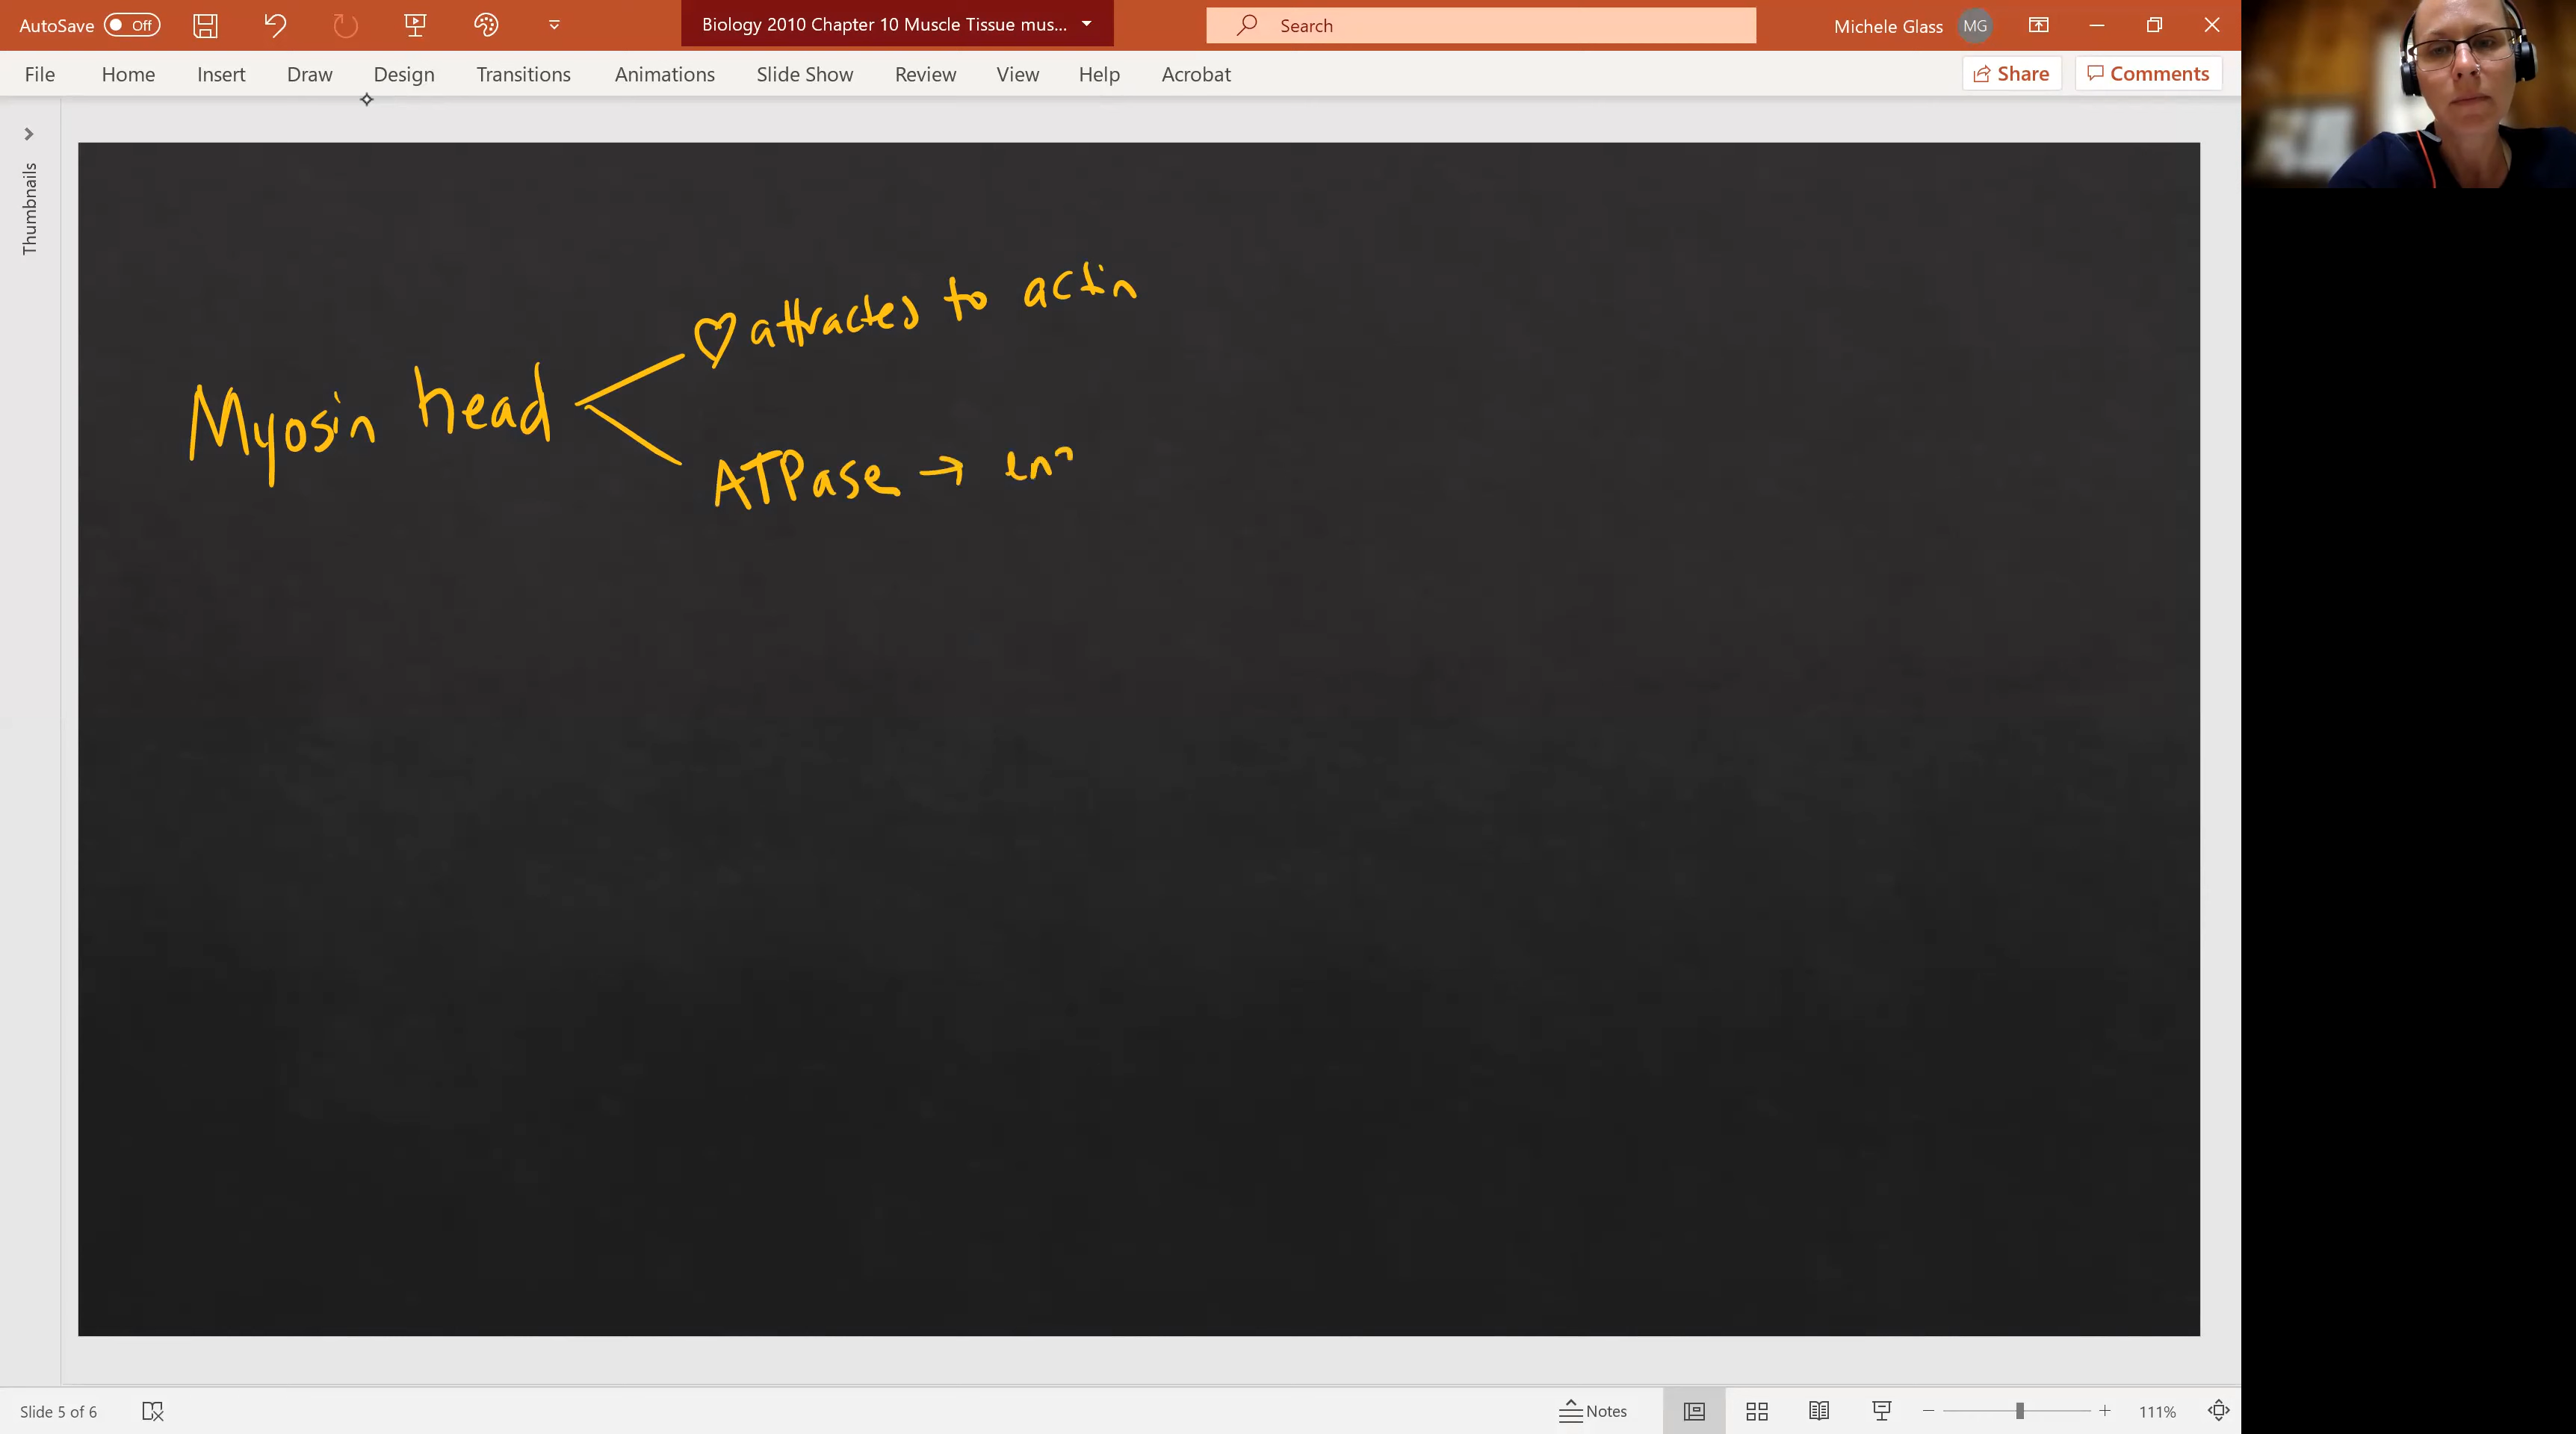 AutoSave Off
Biology 2010 Chapter 10 Muscle Tissue mus...
Search
Michele Glass MG
File Home Insert Draw Design Transitions Animations Slide Show Review View Help Acrobat
Share Comments
Thumbnails
attractes to actin
Myosin head
ATPase → en
Slide 5 of 6
Notes
111%